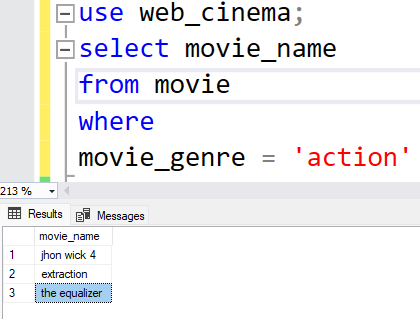 use web_cinema;
select movie_name
from movie
where
movie_genre = 'action'
213 %
Results Messages
movie_name
1 jhon wick 4
2 extraction
3 the equalizer